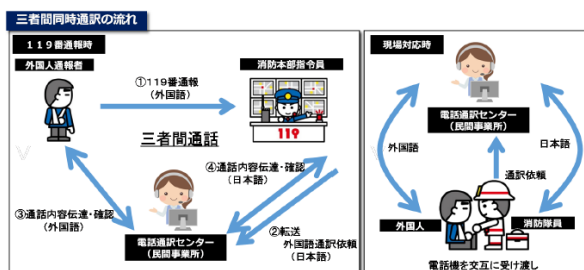 三者間同時通訳の流れ
119番通報時
外国人通報者
消防本部指令員
①119番通報
（外国語）
119
三者間通話
④通話内容伝達・確認
（日本語）
③通話内容伝達・確認
（外国語）
②転送
外国語通訳依頼
（日本語）
電話通訳センター
（民間事業所）
現場対応時
電話通訳センター
（民間事業所）
外国語
日本語
通訳依頼
外国人
消防隊員
電話機を交互に受け渡し